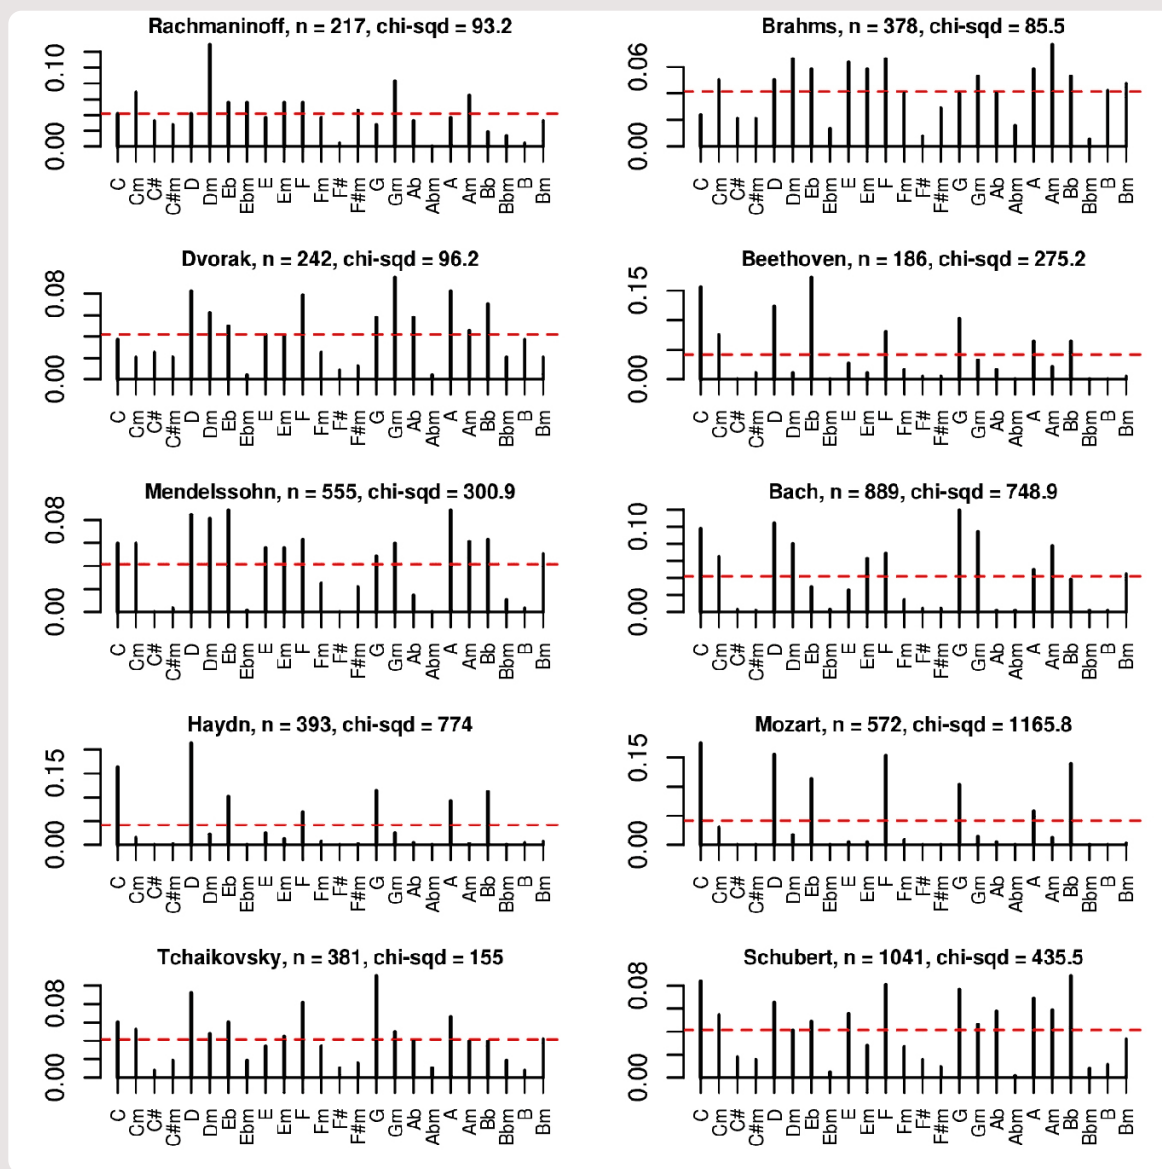 Rachmaninoff, n = 217, chi-sqd = 93.2
0.10
0.00
C Cm C# C#m D Dm Eb Ebm E Em F Fm F# F#m G Gm Ab Abm A Am Bb Bbm B Bm
Brahms, n = 378, chi-sqd = 85.5
0.06
0.00
C Cm C# C#m D Dm Eb Ebm E Em F Fm F# F#m G Gm Ab Abm A Am Bb Bbm B Bm
Dvorak, n = 242, chi-sqd = 96.2
0.08
0.00
C Cm C# C#m D Dm Eb Ebm E Em F Fm F# F#m G Gm Ab Abm A Am Bb Bbm B Bm
Beethoven, n = 186, chi-sqd = 275.2
0.15
0.00
C Cm C# C#m D Dm Eb Ebm E Em F Fm F# F#m G Gm Ab Abm A Am Bb Bbm B Bm
Mendelssohn, n = 555, chi-sqd = 300.9
0.08
0.00
C Cm C# C#m D Dm Eb Ebm E Em F Fm F# F#m G Gm Ab Abm A Am Bb Bbm B Bm
Bach, n = 889, chi-sqd = 748.9
0.10
0.00
C Cm C# C#m D Dm Eb Ebm E Em F Fm F# F#m G Gm Ab Abm A Am Bb Bbm B Bm
Haydn, n = 393, chi-sqd = 774
0.15
0.00
C Cm C# C#m D Dm Eb Ebm E Em F Fm F# F#m G Gm Ab Abm A Am Bb Bbm B Bm
Mozart, n = 572, chi-sqd = 1165.8
0.15
0.00
C Cm C# C#m D Dm Eb Ebm E Em F Fm F# F#m G Gm Ab Abm A Am Bb Bbm B Bm
Tchaikovsky, n = 381, chi-sqd = 155
0.08
0.00
C Cm C# C#m D Dm Eb Ebm E Em F Fm F# F#m G Gm Ab Abm A Am Bb Bbm B Bm
Schubert, n = 1041, chi-sqd = 435.5
0.08
0.00
C Cm C# C#m D Dm Eb Ebm E Em F Fm F# F#m G Gm Ab Abm A Am Bb Bbm B Bm